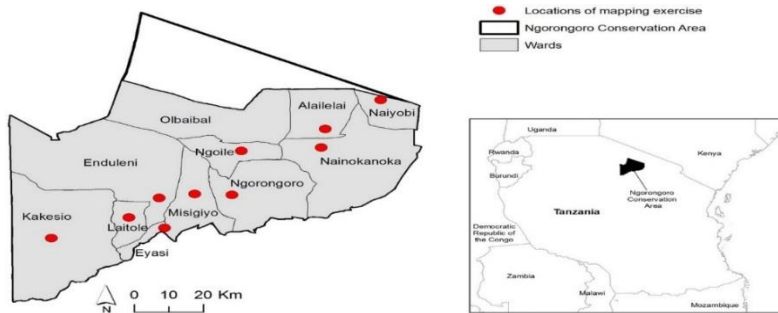 Locations of mapping exercise
Ngorongoro Conservation Area
Wards
Alailelai
Naiyobi
Olbalbal
Ngoile
Nainokanoka
Enduleni
Ngorongoro
Kakesio
Misigiyo
Laitole
Eyasi
N
0 10 20 Km
Uganda
Kenya
Rwanda
Burundi
Ngorongoro
Conservation
Area
Tanzania
Democratic
Republic of
the Congo
Zambia
Malawi
Mozambique